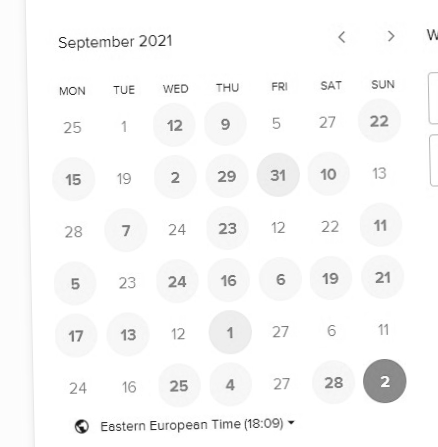 September 2021 < > W
MON TUE WED THU FRI SAT SUN
25 1 12 9 5 27 22
15 19 2 29 31 10 13
28 7 24 23 12 22 11
5 23 24 16 6 19 21
17 13 12 1 27 6 11
24 16 25 4 27 28 2
Eastern European Time (18:09)